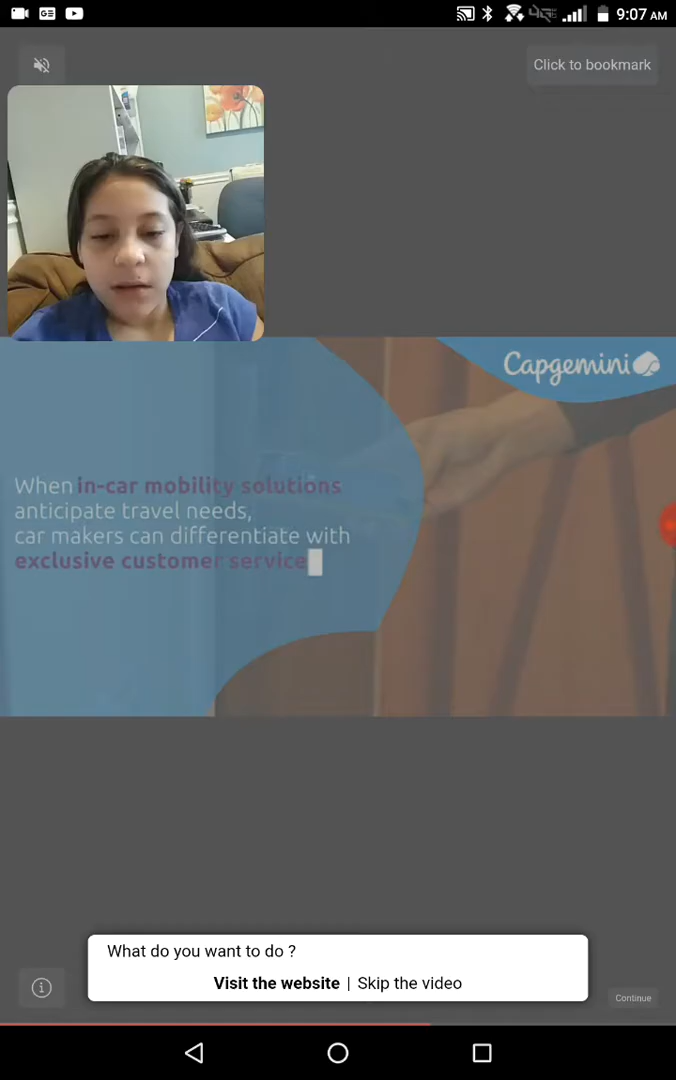 9:07 AM
Click to bookmark
Capgemini
When in-car mobility solutions
anticipate travel needs,
car makers can differentiate with
exclusive customer service
What do you want to do ?
Visit the website | Skip the video
Continue